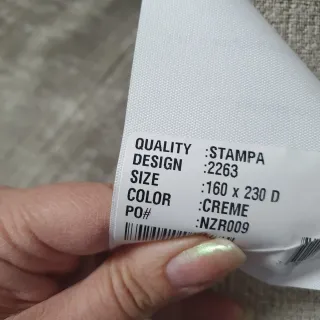 QUALITY :STAMPA
DESIGN :2263
SIZE :160 x 230 D
COLOR :CREME
PO# :NZR009